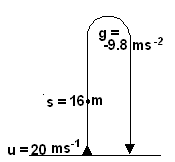 g =
-9.8 ms-2
s = 16 m
u = 20 ms-1